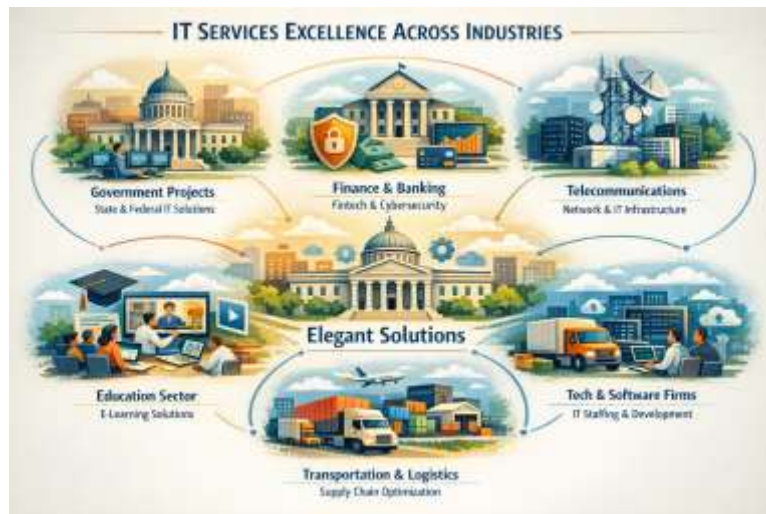 IT Services Excellence Across Industries
Government Projects
State & Federal IT Solutions
Finance & Banking
Fintech & Cybersecurity
Telecommunications
Network & IT Infrastructure
Elegant Solutions
Education Sector
E-Learning Solutions
Tech & Software Firms
IT Staffing & Development
Transportation & Logistics
Supply Chain Optimization